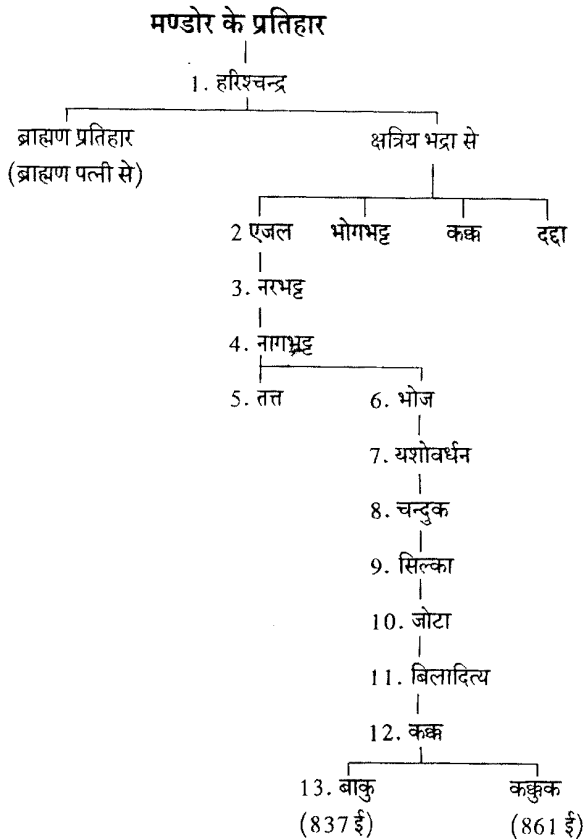 मण्डोर के प्रतिहार
1. हरिश्चन्द्र
ब्राह्मण प्रतिहार
(ब्राह्मण पत्नी से)
क्षत्रिय भद्रा से
2 एजल भोगभट्ट कक्क दद्दा
3. नरभट्ट
4. नागभट्ट
5. तत्त 6. भोज
7. यशोवर्धन
8. चन्दुक
9. सिल्का
10. जोटा
11. बिलादित्य
12. कक्क
13. बाकु कक्कुक
(837 ई) (861 ई)